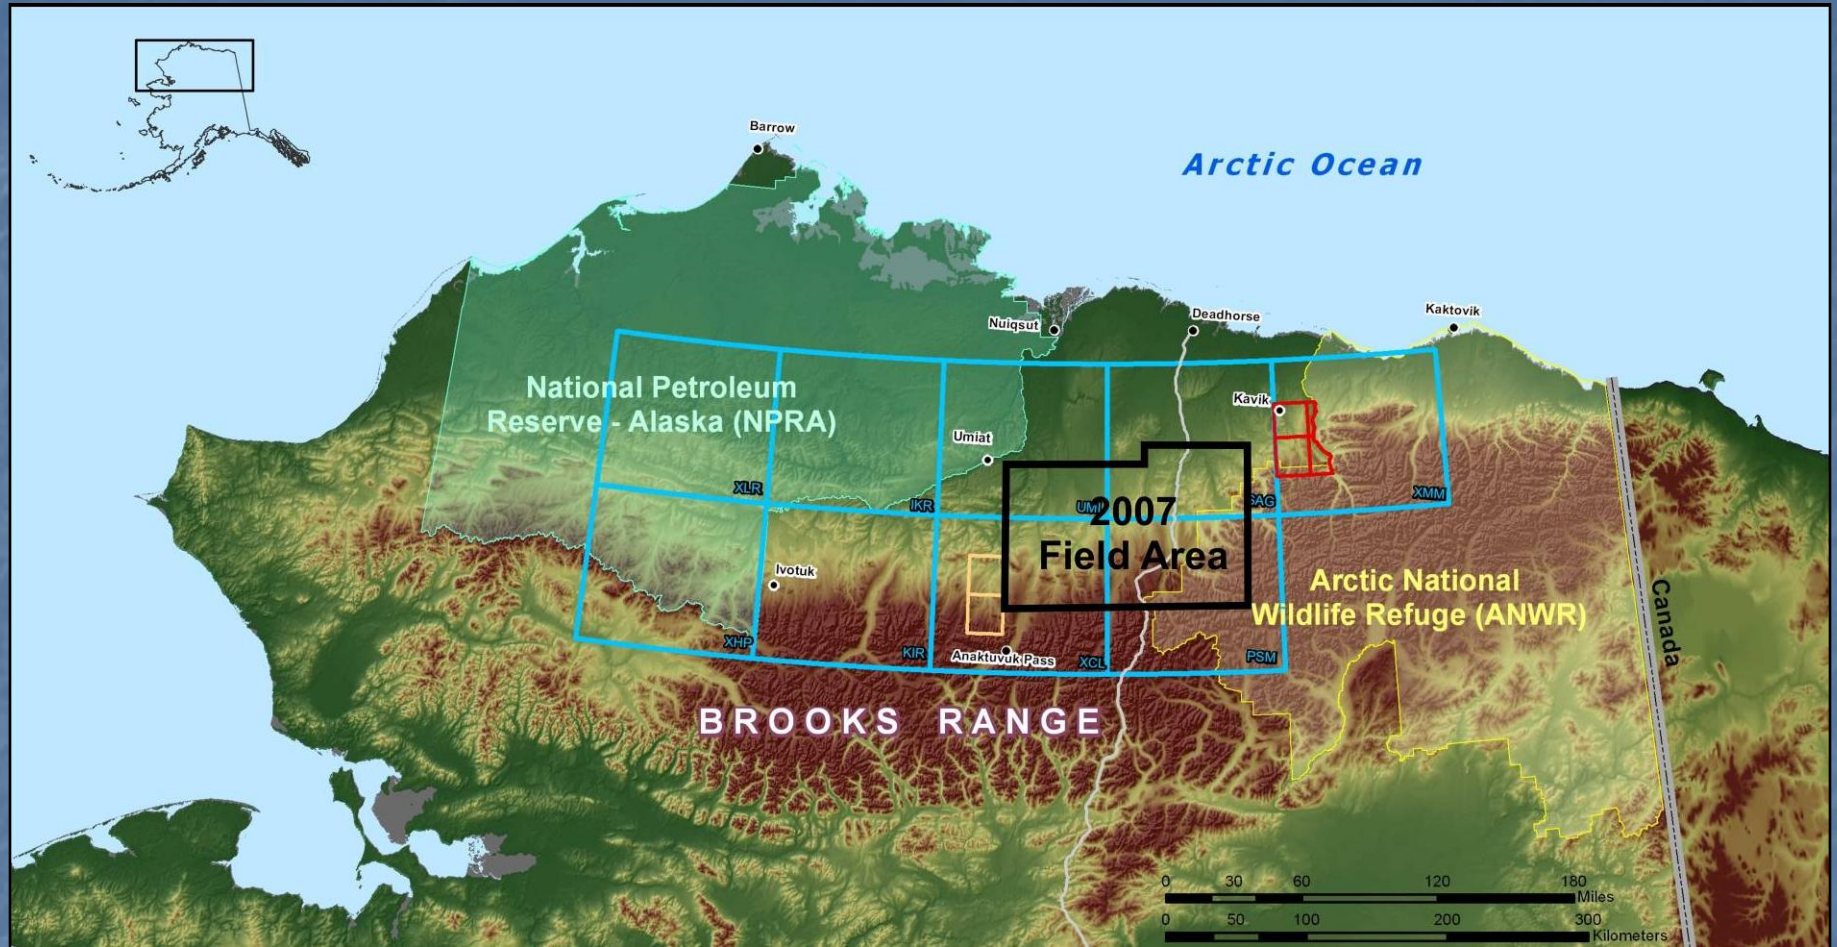 Barrow
Arctic Ocean
Nuiqsut
Deadhorse
Kaktovik
National Petroleum
Reserve - Alaska (NPRA)
Kavik
Umiat
XLR
IKR
UMI
SAG
XMM
2007
Field Area
Ivotuk
Arctic National
Wildlife Refuge (ANWR)
Canada
XHP
KIR
Anaktuvuk Pass
XCL
PSM
BROOKS RANGE
0 30 60 120 180
Miles
0 50 100 200 300
Kilometers